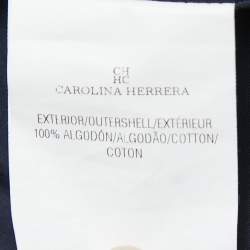 CH
HC
CAROLINA HERRERA
EXTERIOR/OUTERSHELL/EXTÉRIEUR
100% ALGODÓN/ALGODÃO/COTTON/
COTON